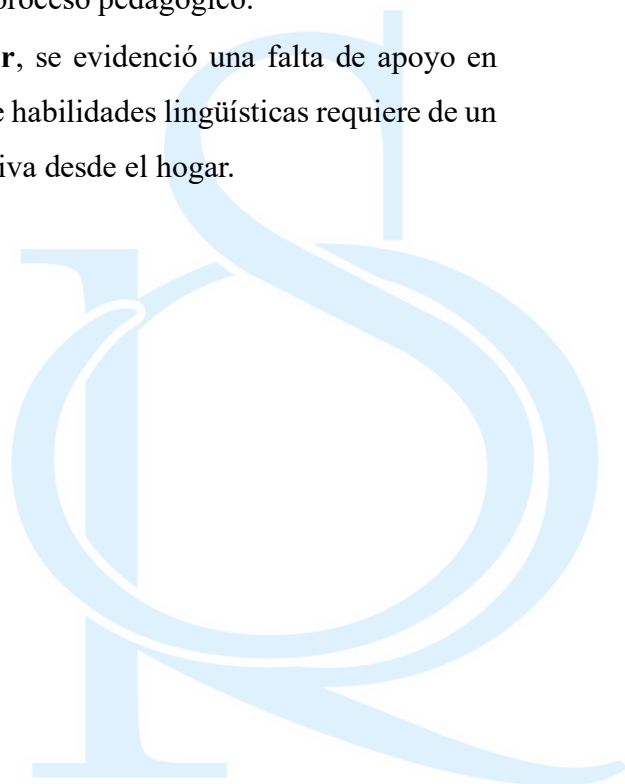 proceso pedagógico.
r, se evidenció una falta de apoyo en
e habilidades lingüísticas requiere de un
iva desde el hogar.